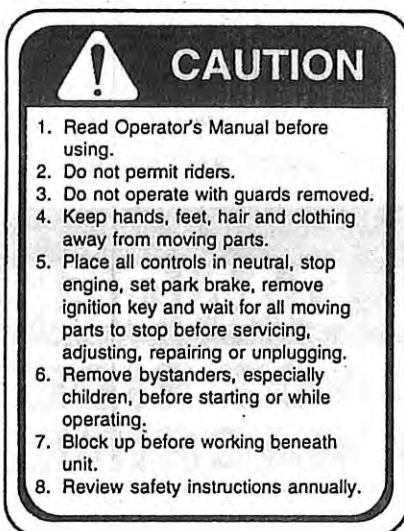 CAUTION
1. Read Operator's Manual before
using.
2. Do not permit riders.
3. Do not operate with guards removed.
4. Keep hands, feet, hair and clothing
away from moving parts.
5. Place all controls in neutral, stop
engine, set park brake, remove
ignition key and wait for all moving
parts to stop before servicing,
adjusting, repairing or unplugging.
6. Remove bystanders, especially
children, before starting or while
operating.
7. Block up before working beneath
unit.
8. Review safety instructions annually.